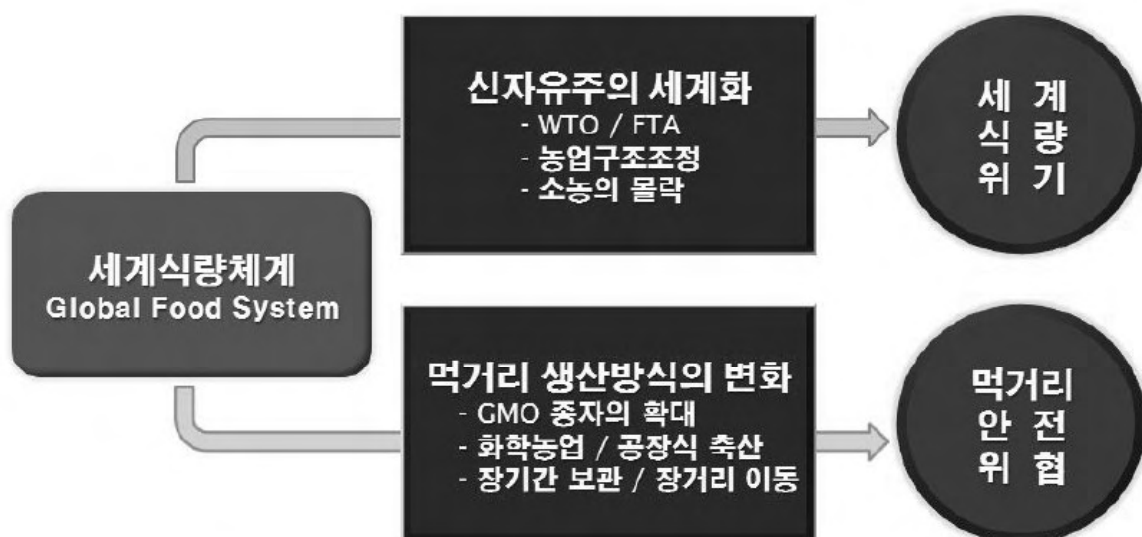 신자유주의 세계화
- WTO / FTA
- 농업구조조정
- 소농의 몰락
세 계
식 량
위 기
세계식량체계
Global Food System
먹거리 생산방식의 변화
- GMO 종자의 확대
- 화학농업 / 공장식 축산
- 장기간 보관 / 장거리 이동
먹거리
안 전
위 협